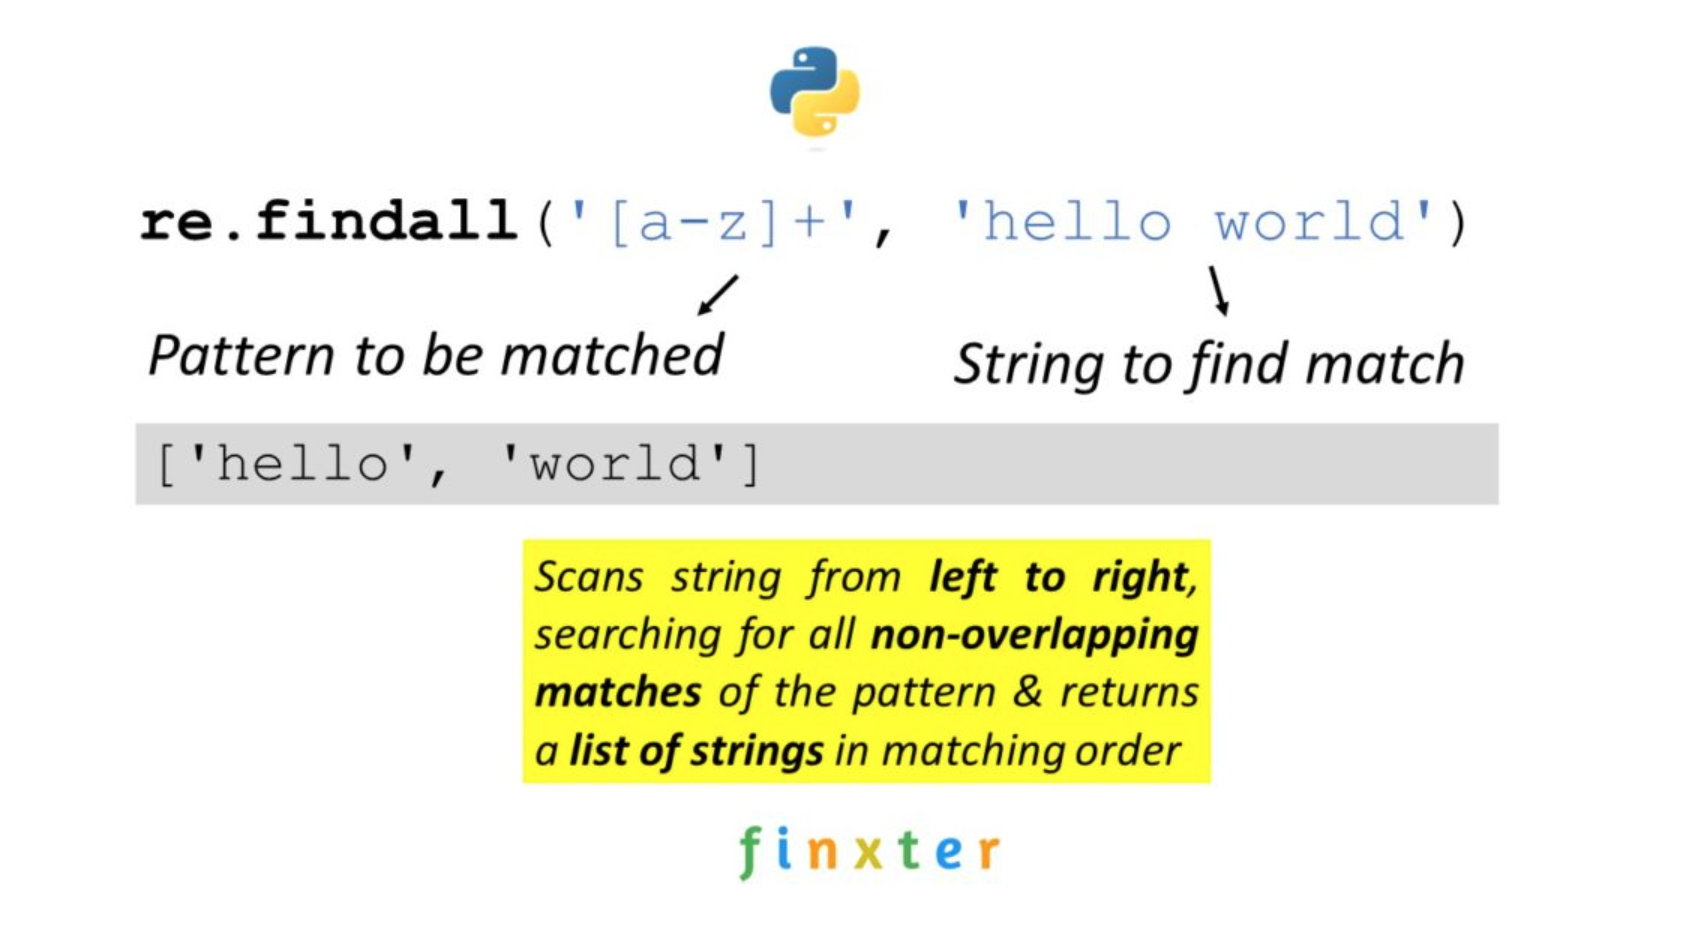 re.findall('[a-z]+', 'hello world')
Pattern to be matched
String to find match
['hello', 'world']
Scans string from left to right,
searching for all non-overlapping
matches of the pattern & returns
a list of strings in matching order
finxter